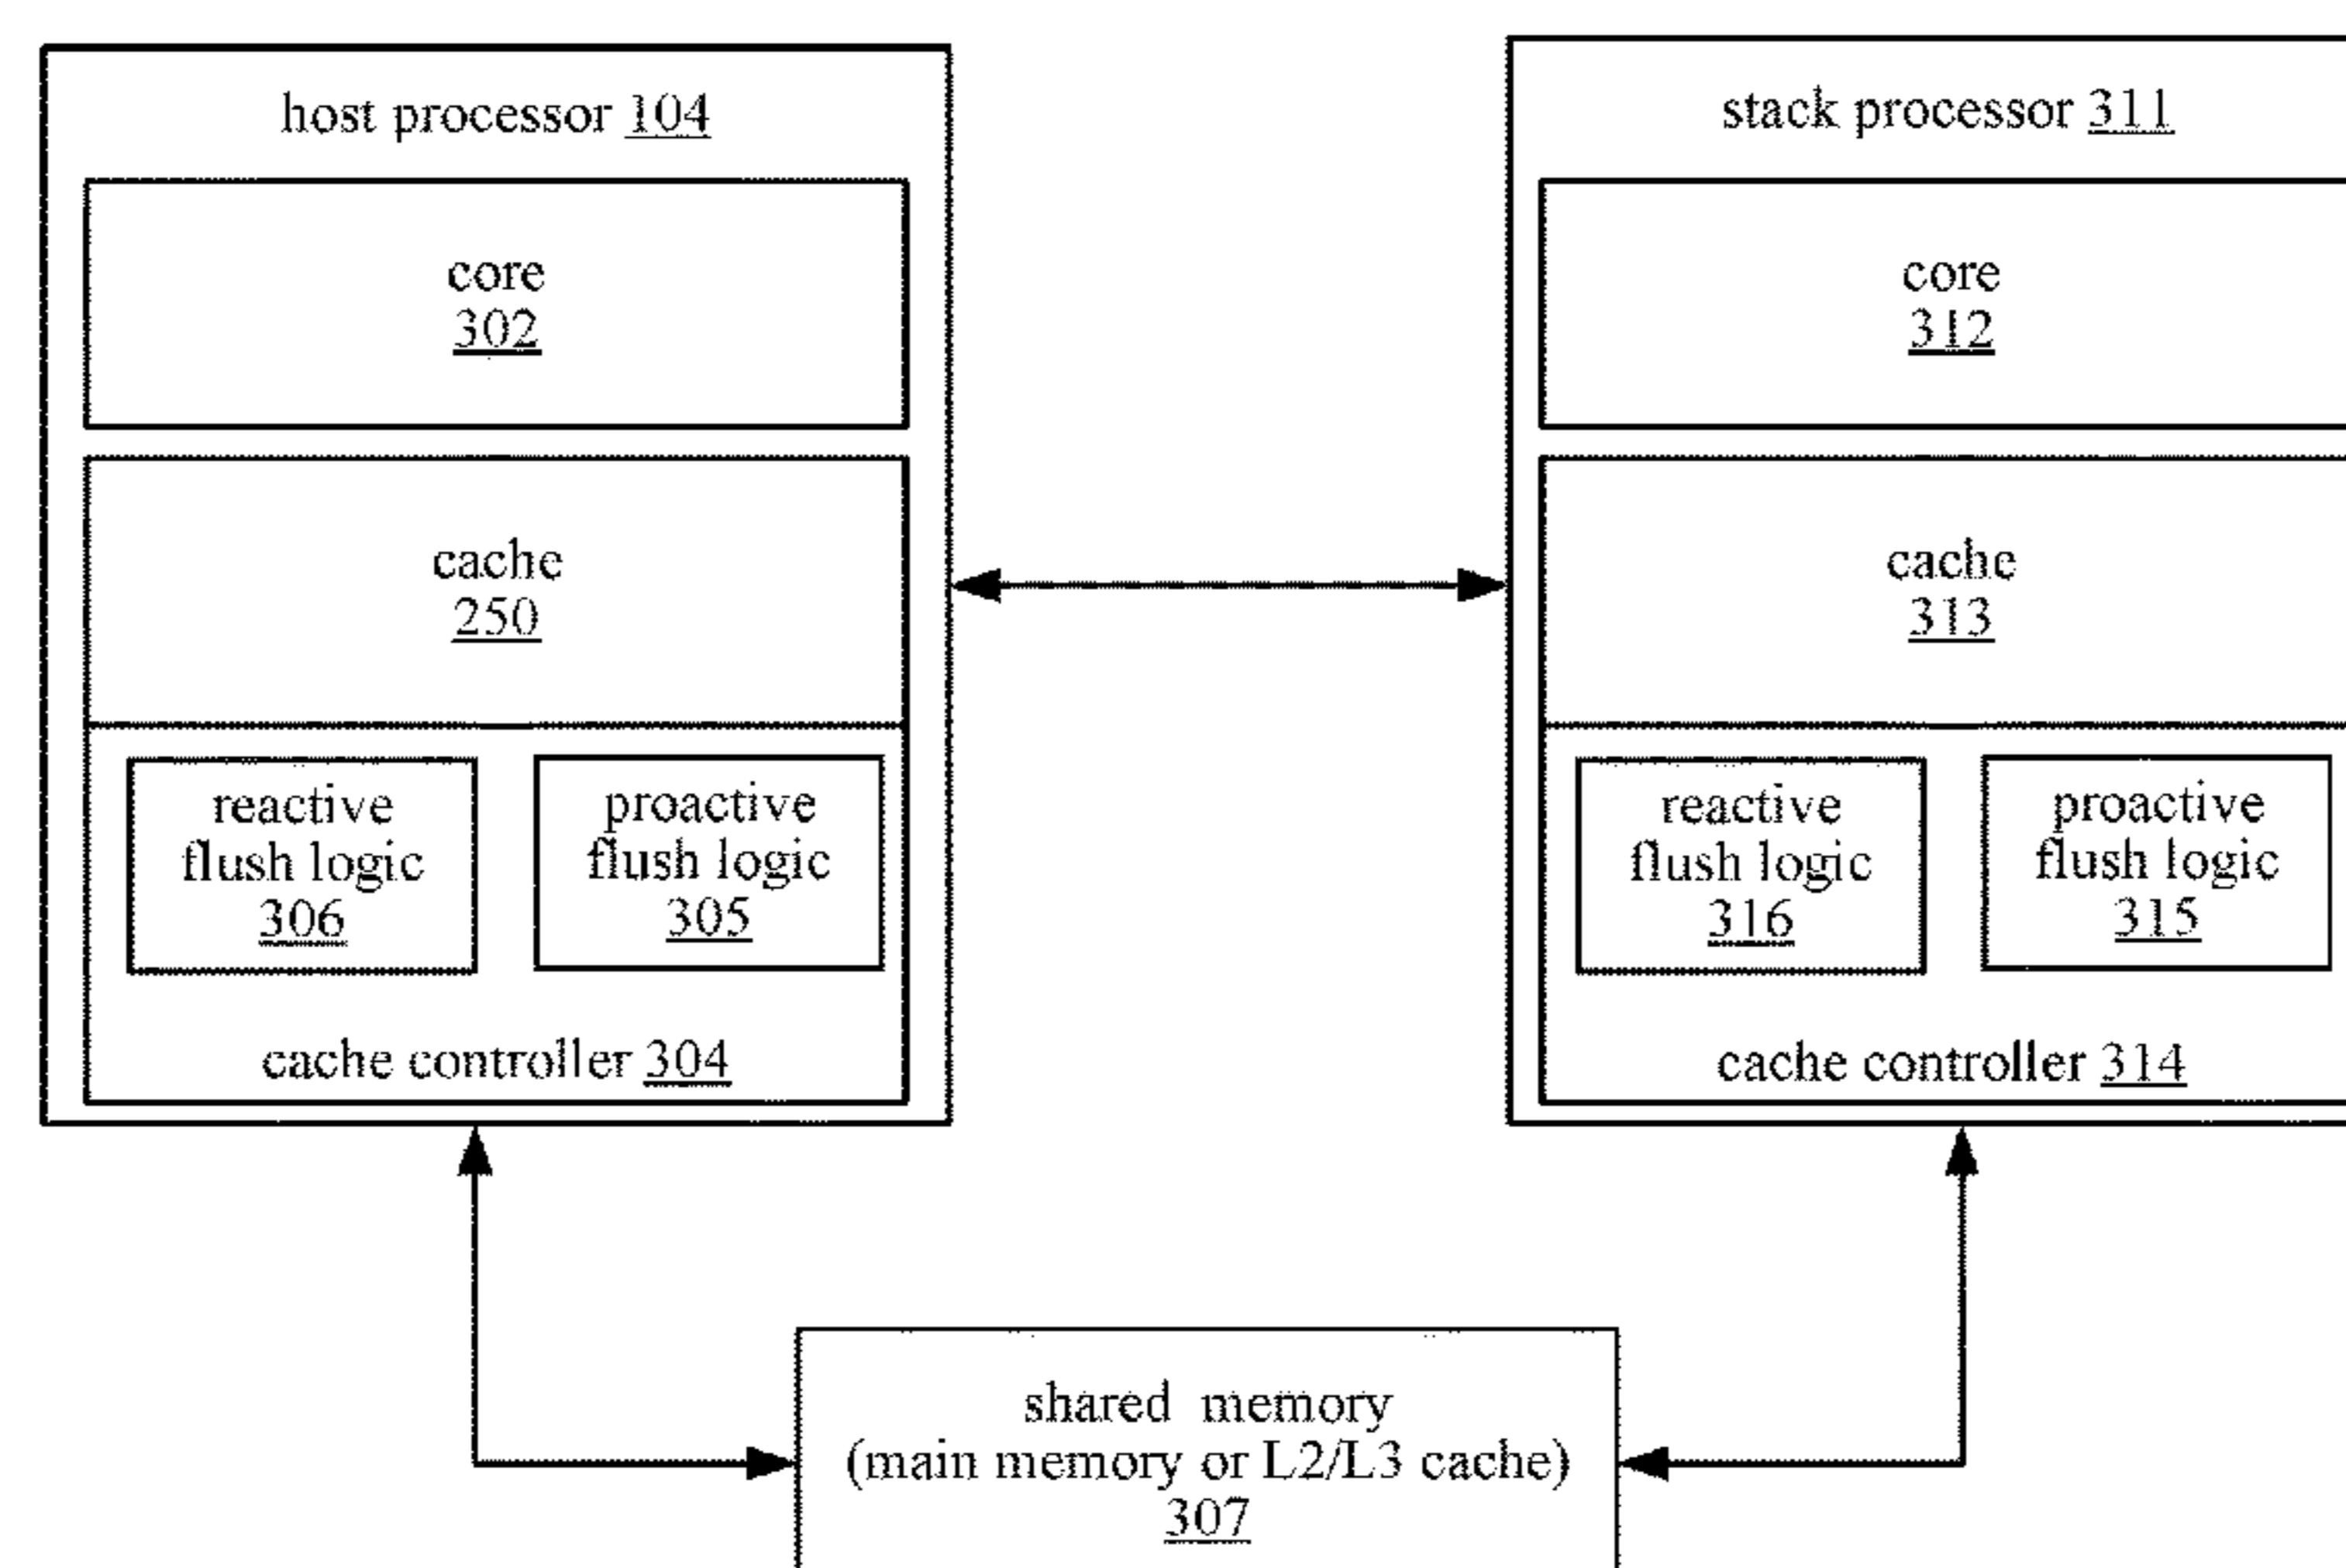 host processor 104
core
302
cache
250
reactive
flush logic
306
proactive
flush logic
305
cache controller 304
stack processor 311
core
312
cache
313
reactive
flush logic
316
proactive
flush logic
315
cache controller 314
shared memory
(main memory or L2/L3 cache)
307